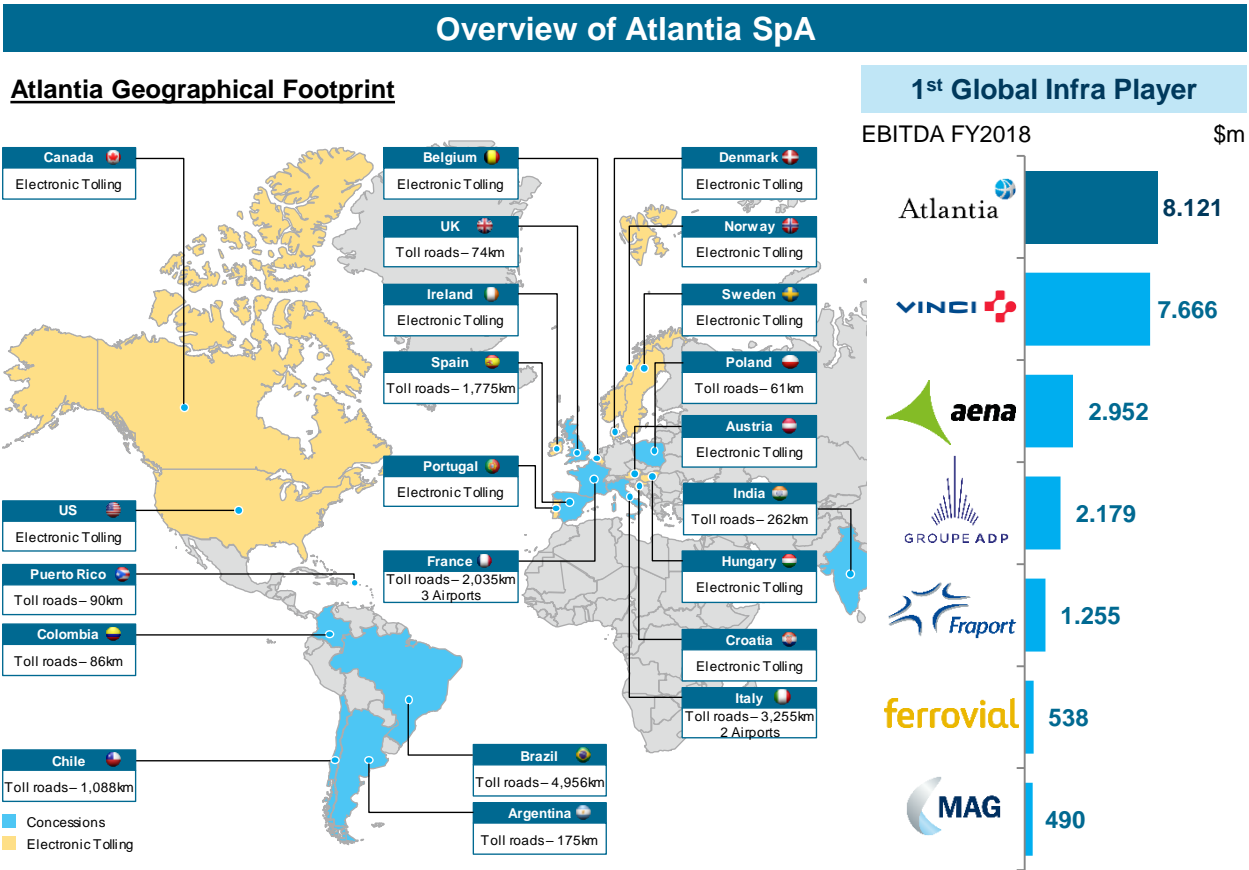 Overview of Atlantia SpA
Atlantia Geographical Footprint
Canada
Electronic Tolling
US
Electronic Tolling
Puerto Rico
Toll roads– 90km
Colombia
Toll roads– 86km
Chile
Toll roads– 1,088km
Concessions
Electronic Tolling
Belgium
Electronic Tolling
UK
Toll roads– 74km
Ireland
Electronic Tolling
Spain
Toll roads– 1,775km
Portugal
Electronic Tolling
France
Toll roads– 2,035km
3 Airports
Brazil
Toll roads– 4,956km
Argentina
Toll roads– 175km
Denmark
Electronic Tolling
Norway
Electronic Tolling
Sweden
Electronic Tolling
Poland
Toll roads– 61km
Austria
Electronic Tolling
India
Toll roads– 262km
Hungary
Electronic Tolling
Croatia
Electronic Tolling
Italy
Toll roads– 3,255km
2 Airports
1st Global Infra Player
EBITDA FY2018 $m
Atlantia 8.121
VINCI 7.666
aena 2.952
GROUPE ADP 2.179
Fraport 1.255
ferrovial 538
MAG 490